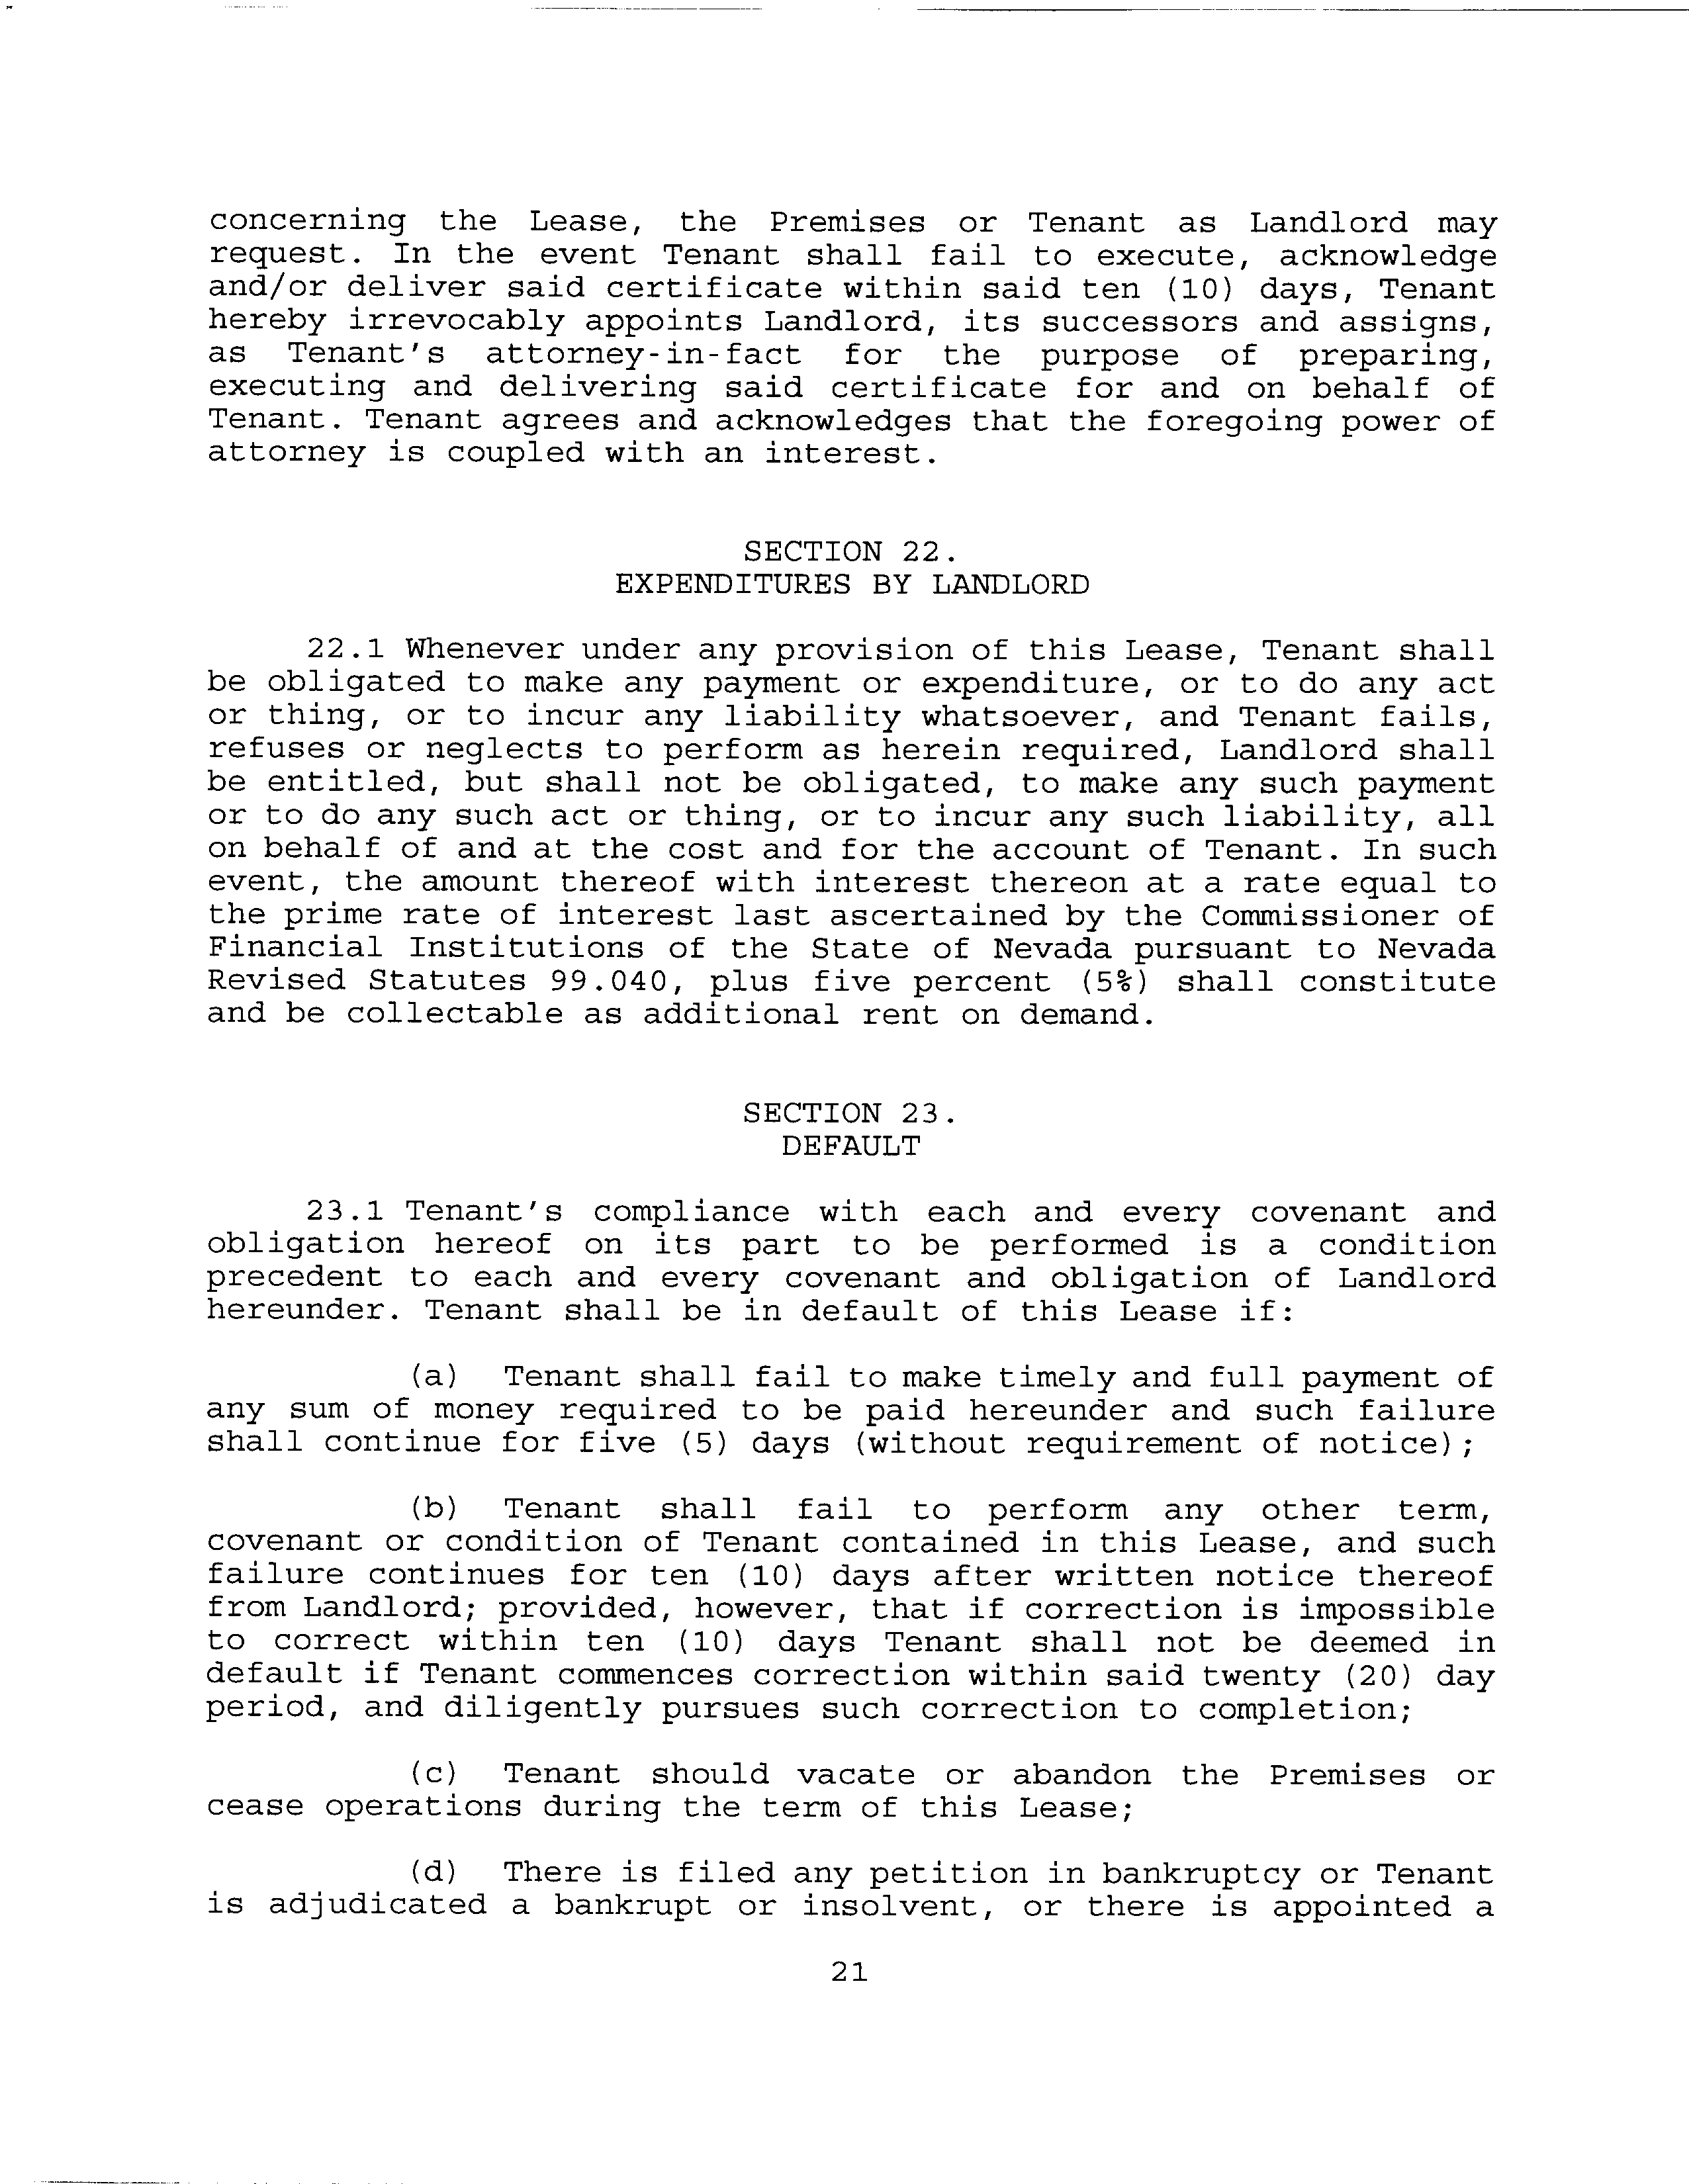 concerning the Lease, the Premises or Tenant as Landlord may
request. In the event Tenant shall fail to execute, acknowledge
and/or deliver said certificate within said ten (10) days, Tenant
hereby irrevocably appoints Landlord, its successors and assigns,
as Tenant's attorney-in-fact for the purpose of preparing,
executing and delivering said certificate for and on behalf of
Tenant. Tenant agrees and acknowledges that the foregoing power of
attorney is coupled with an interest.
SECTION 22.
EXPENDITURES BY LANDLORD
22.1 Whenever under any provision of this Lease, Tenant shall
be obligated to make any payment or expenditure, or to do any act
or thing, or to incur any liability whatsoever, and Tenant fails,
refuses or neglects to perform as herein required, Landlord shall
be entitled, but shall not be obligated, to make any such payment
or to do any such act or thing, or to incur any such liability, all
on behalf of and at the cost and for the account of Tenant. In such
event, the amount thereof with interest thereon at a rate equal to
the prime rate of interest last ascertained by the Commissioner of
Financial Institutions of the State of Nevada pursuant to Nevada
Revised Statutes 99.040, plus five percent (5%) shall constitute
and be collectable as additional rent on demand.
SECTION 23.
DEFAULT
23.1 Tenant's compliance with each and every covenant and
obligation hereof on its part to be performed is a condition
precedent to each and every covenant and obligation of Landlord
hereunder. Tenant shall be in default of this Lease if:
(a) Tenant shall fail to make timely and full payment of
any sum of money required to be paid hereunder and such failure
shall continue for five (5) days (without requirement of notice);
(b) Tenant shall fail to perform any other term,
covenant or condition of Tenant contained in this Lease, and such
failure continues for ten (10) days after written notice thereof
from Landlord; provided, however, that if correction is impossible
to correct within ten (10) days Tenant shall not be deemed in
default if Tenant commences correction within said twenty (20) day
period, and diligently pursues such correction to completion;
(c) Tenant should vacate or abandon the Premises or
cease operations during the term of this Lease;
(d) There is filed any petition in bankruptcy or Tenant
is adjudicated a bankrupt or insolvent, or there is appointed a
21